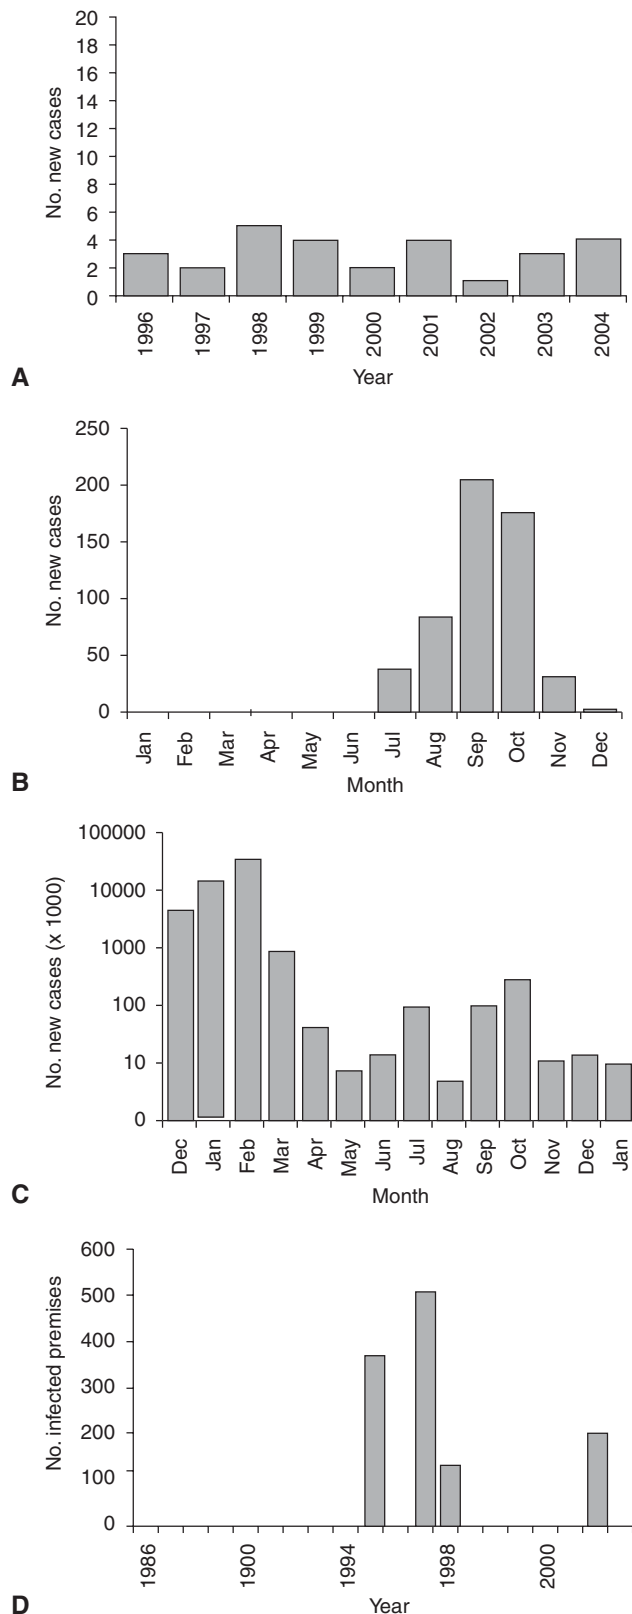 20
18
16
14
12
10
8
6
4
2
0
No. new cases
1996 1997 1998 1999 2000 2001 2002 2003 2004
Year
A
250
200
150
100
50
0
No. new cases
Jan Feb Mar Apr May Jun Jul Aug Sep Oct Nov Dec
Month
B
100000
10000
1000
100
10
0
No. new cases (x 1000)
Dec Jan Feb Mar Apr May Jun Jul Aug Sep Oct Nov Dec Jan
Month
C
600
500
400
300
200
100
0
No. infected premises
1986 1900 1994 1998 2000
Year
D